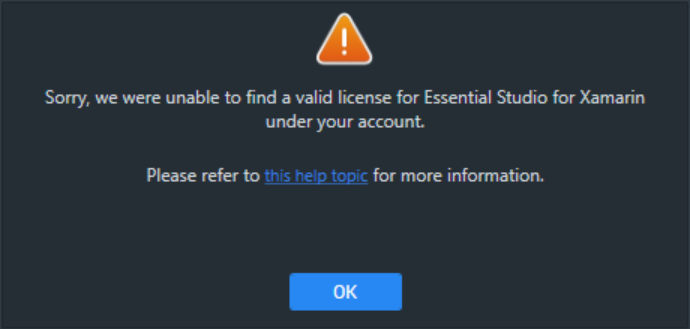 Sorry, we were unable to find a valid license for Essential Studio for Xamarin
under your account.
Please refer to this help topic for more information.
OK